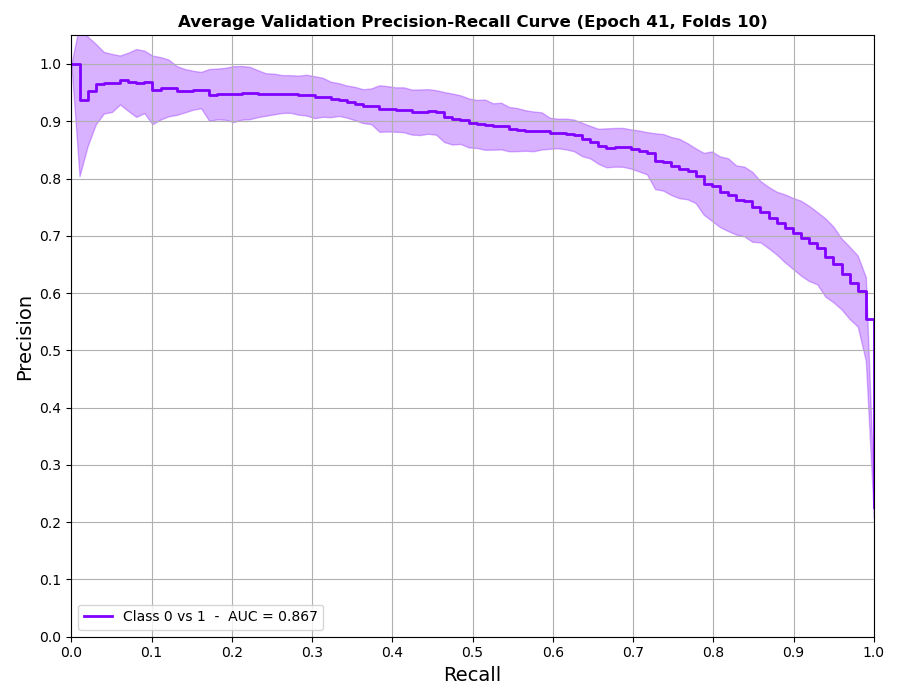 Average Validation Precision-Recall Curve (Epoch 41, Folds 10)
1.0
0.9
0.8
0.7
0.6
0.5
0.4
0.3
0.2
0.1
0.0
Precision
Class 0 vs 1 - AUC = 0.867
0.0 0.1 0.2 0.3 0.4 0.5 0.6 0.7 0.8 0.9 1.0
Recall